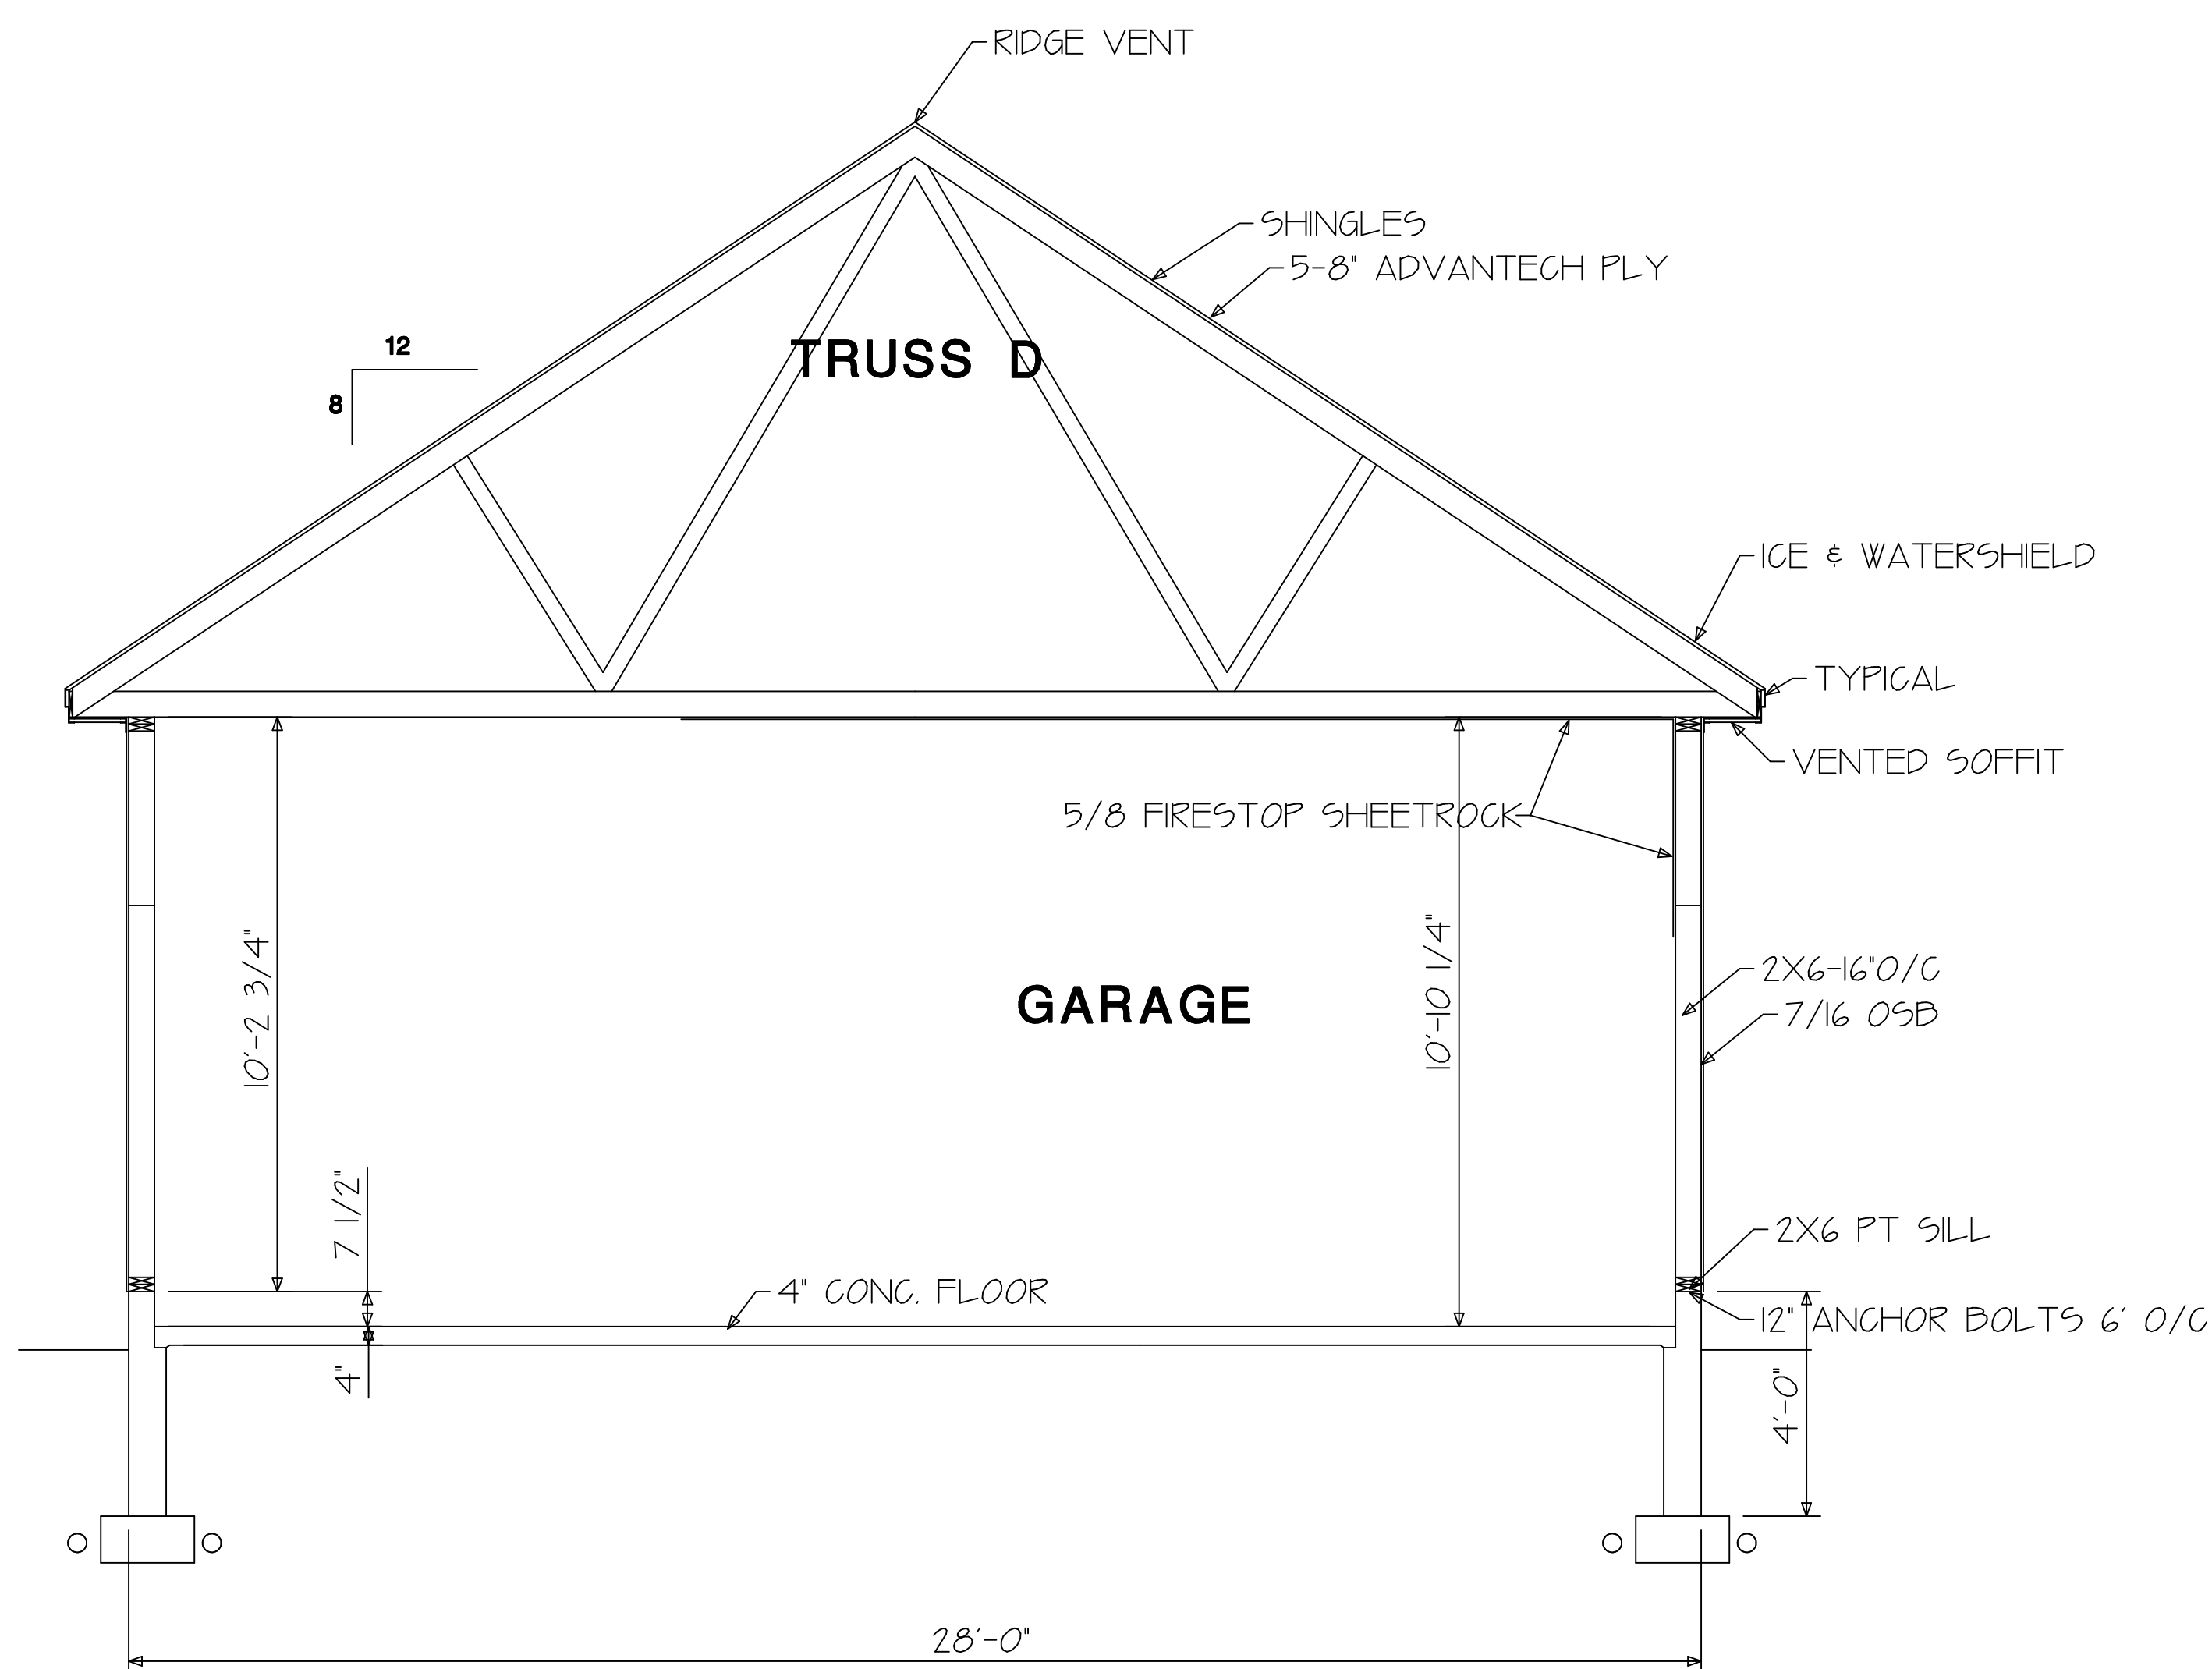 RIDGE VENT
SHINGLES
5-8" ADVANTECH PLY
12
8
TRUSS D
ICE & WATERSHIELD
TYPICAL
VENTED SOFFIT
5/8 FIRESTOP SHEETROCK
10'-2 3/4"
10'-10 1/4"
2X6-16"O/C
GARAGE
7/16 OSB
7 1/2"
2X6 PT SILL
4" CONC. FLOOR
12" ANCHOR BOLTS 6' O/C
4"
4'-0"
28'-0"